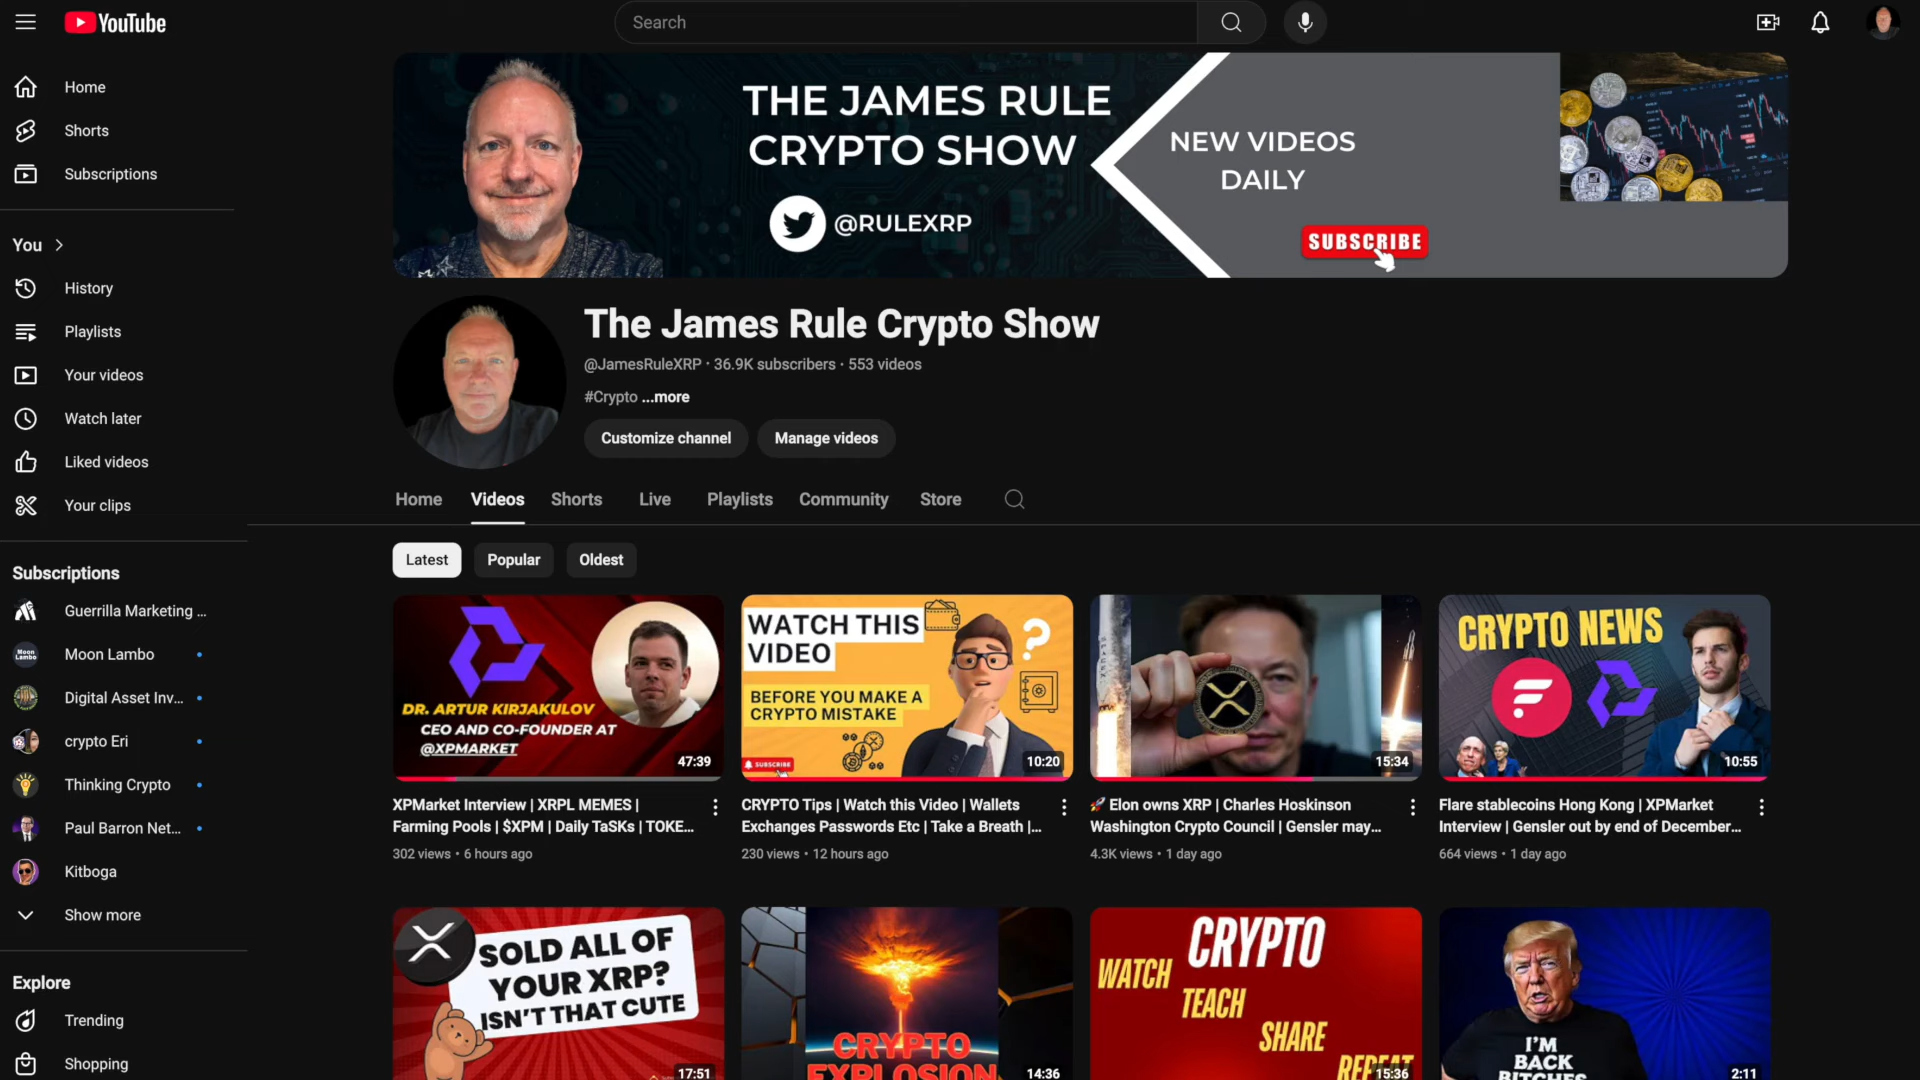 YouTube
Search
Home
Shorts
Subscriptions
You
History
Playlists
Your videos
Watch later
Liked videos
Your clips
Subscriptions
Guerrilla Marketing ...
Moon Lambo
Digital Asset Inv...
crypto Eri
Thinking Crypto
Paul Barron Net...
Kitboga
Show more
Explore
Trending
Shopping
THE JAMES RULE
CRYPTO SHOW
@RULEXRP
NEW VIDEOS
DAILY
SUBSCRIBE
The James Rule Crypto Show
@JamesRuleXRP · 36.9K subscribers · 553 videos
#Crypto ...more
Customize channel
Manage videos
Home
Videos
Shorts
Live
Playlists
Community
Store
Latest
Popular
Oldest
DR. ARTUR KIRJAKULOV
CEO AND CO-FOUNDER AT
@XPMARKET
47:39
XPMarket Interview | XRPL MEMES |
Farming Pools | $XPM | Daily TaSKs | TOKE...
302 views · 6 hours ago
WATCH THIS
VIDEO
BEFORE YOU MAKE A
CRYPTO MISTAKE
SUBSCRIBE
10:20
CRYPTO Tips | Watch this Video | Wallets
Exchanges Passwords Etc | Take a Breath |...
230 views · 12 hours ago
15:34
🚀 Elon owns XRP | Charles Hoskinson
Washington Crypto Council | Gensler may...
4.3K views · 1 day ago
CRYPTO NEWS
10:55
Flare stablecoins Hong Kong | XPMarket
Interview | Gensler out by end of December...
664 views · 1 day ago
SOLD ALL OF
YOUR XRP?
ISN'T THAT CUTE
17:51
CRYPTO
EXPLOSION
14:36
CRYPTO
WATCH
TEACH
SHARE
REPEAT
15:36
I'M
BACK
BITCHES
2:11